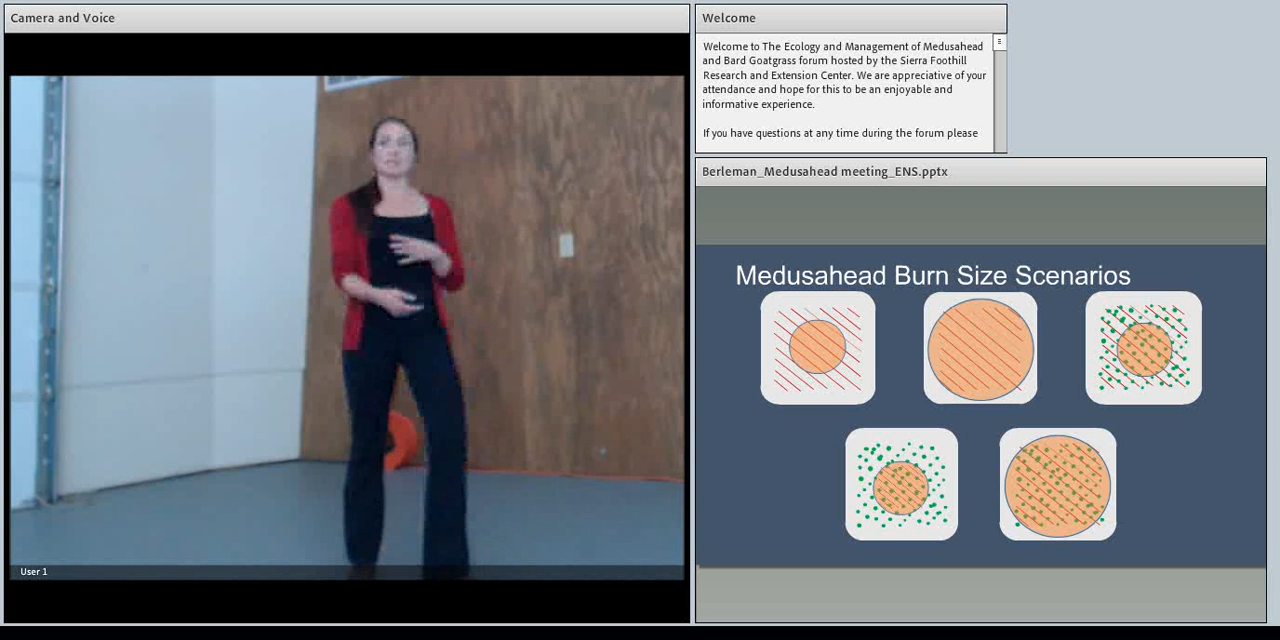 Camera and Voice
User 1
Welcome
Welcome to The Ecology and Management of Medusahead
and Bard Goatgrass forum hosted by the Sierra Foothill
Research and Extension Center. We are appreciative of your
attendance and hope for this to be an enjoyable and
informative experience.
If you have questions at any time during the forum please
Berleman_Medusahead meeting_ENS.pptx
Medusahead Burn Size Scenarios